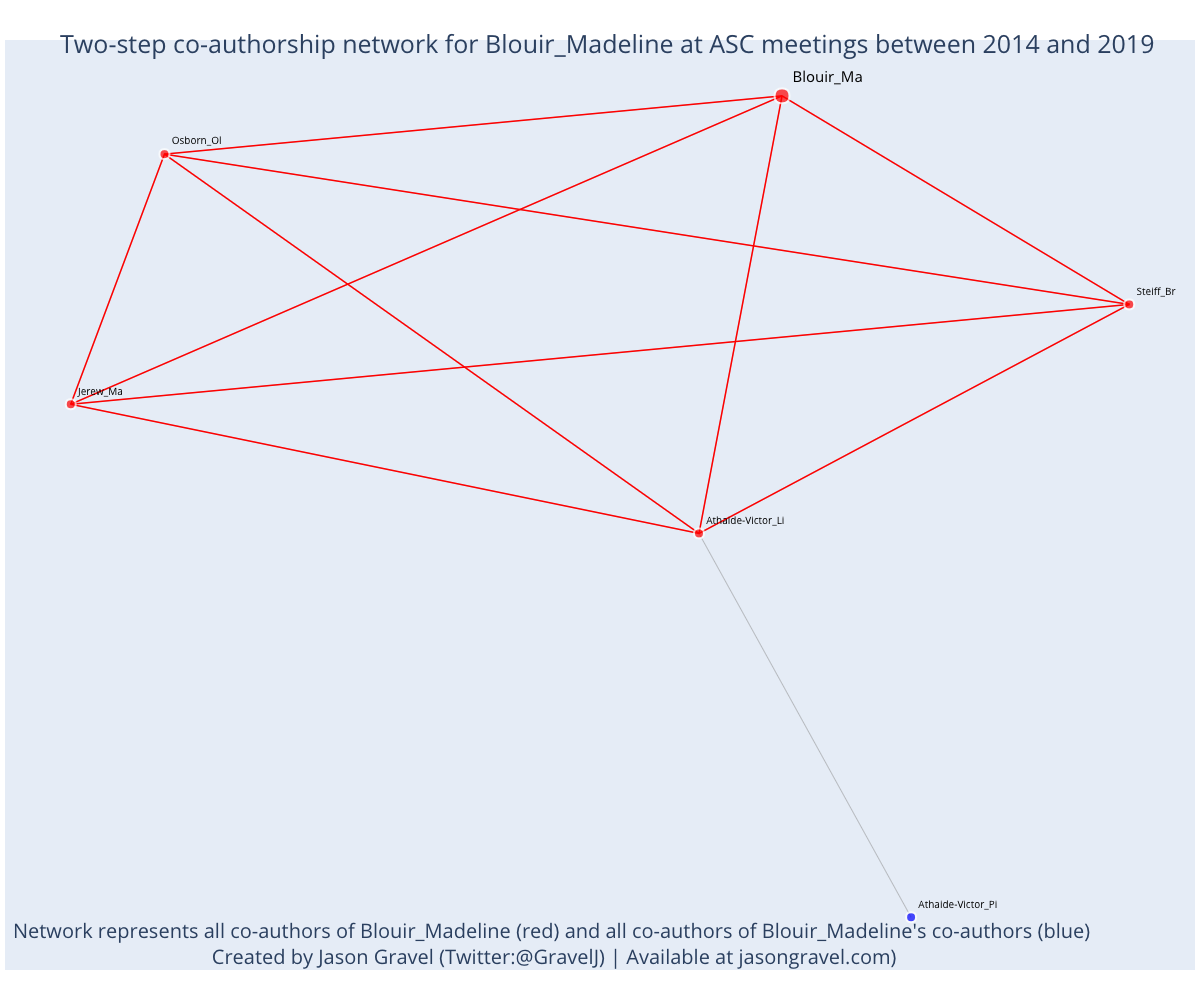 Two-step co-authorship network for Blouir_Madeline at ASC meetings between 2014 and 2019
Blouir_Ma
Osborn_Ol
Steiff_Br
Jerew_Ma
Athaide-Victor_Li
Athaide-Victor_Pi
Network represents all co-authors of Blouir_Madeline (red) and all co-authors of Blouir_Madeline's co-authors (blue)
Created by Jason Gravel (Twitter:@GravelJ) | Available at jasongravel.com)